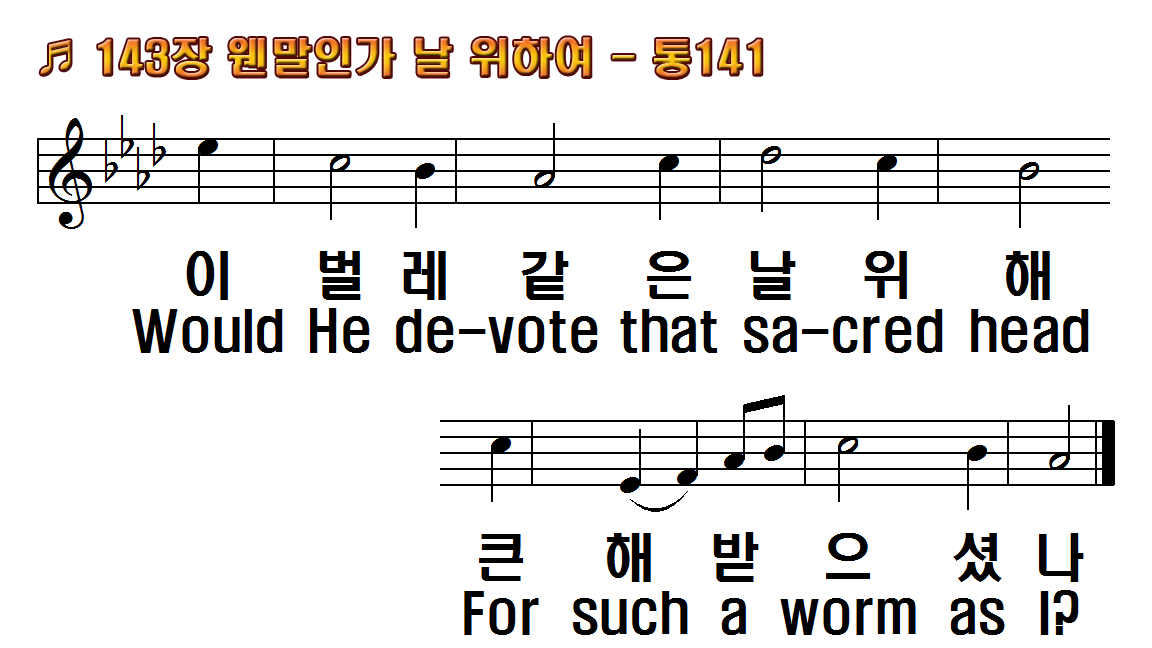 ♬ 143장 웬말인가 날 위하여 - 통141
이 벌 레 같 은 날 위 해
Would He de-vote that sa-cred head
큰 해 받 으 셨 나
For such a worm as I?